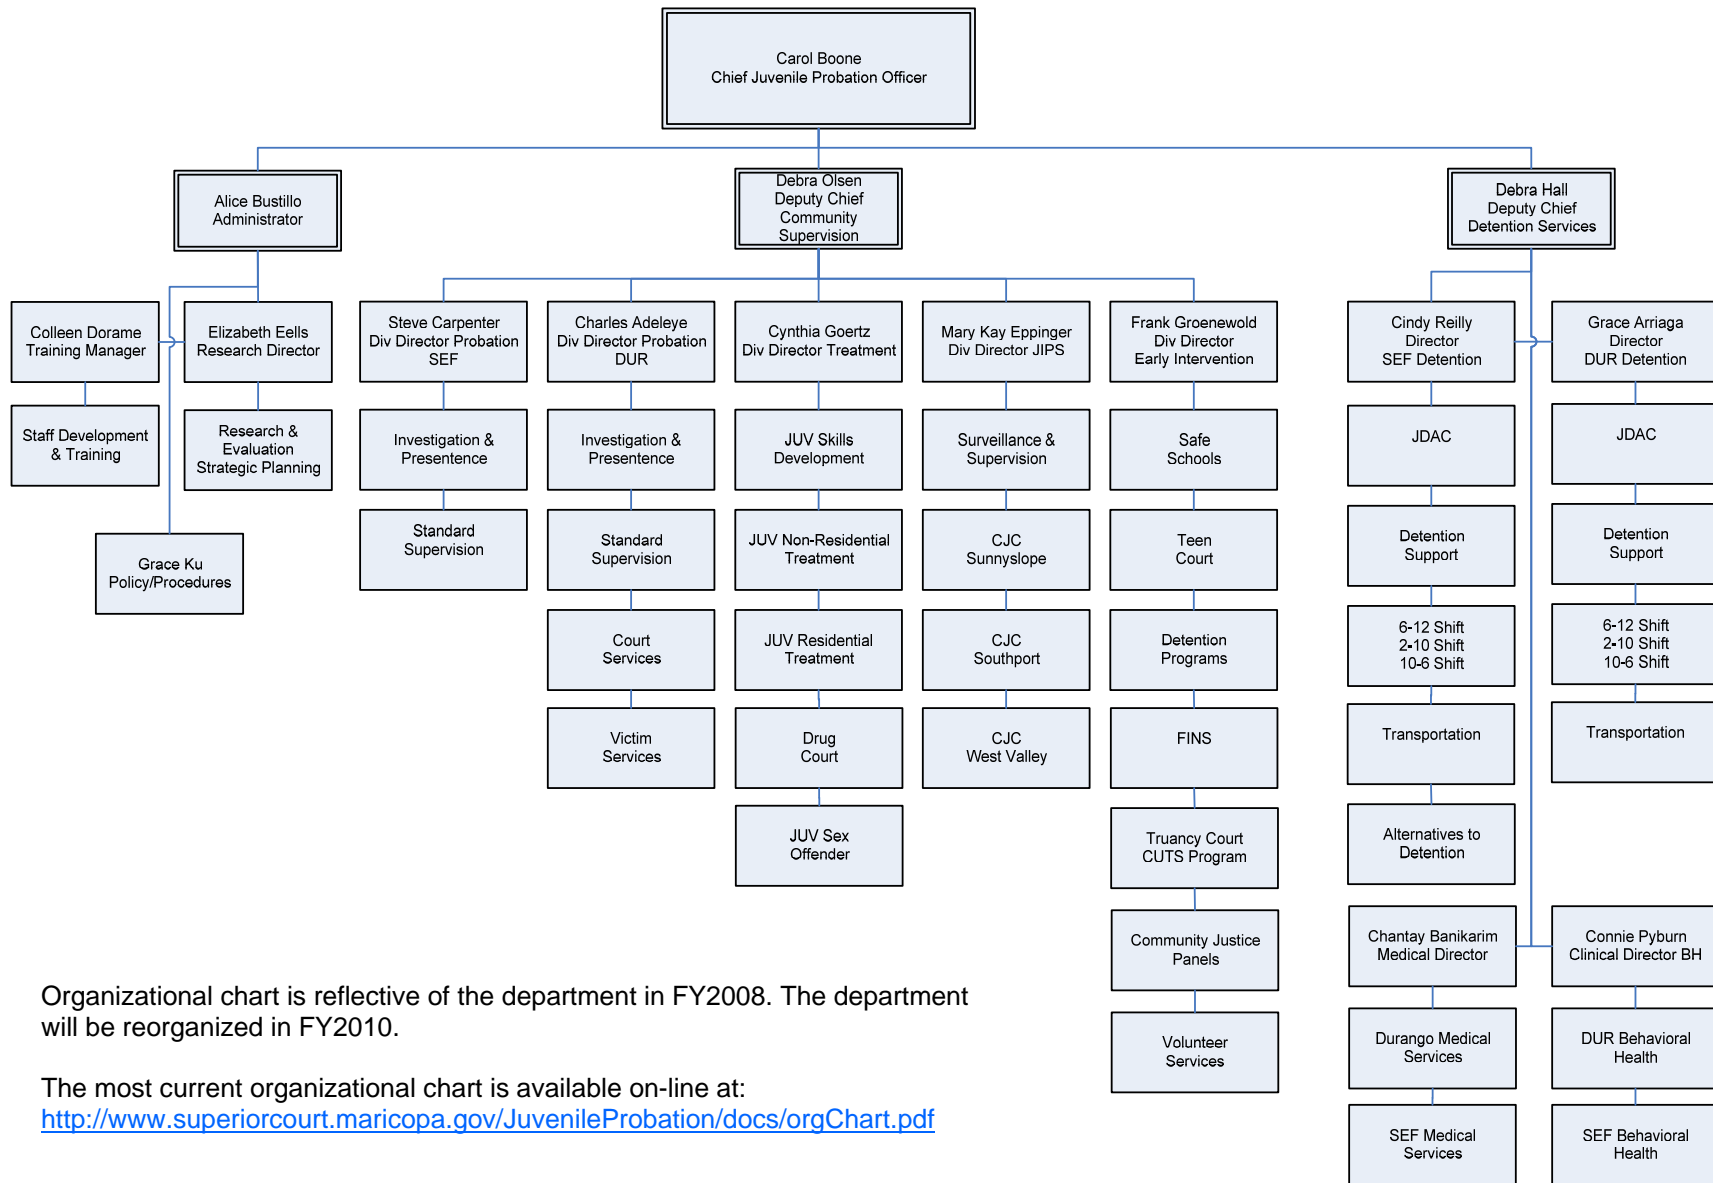 Carol Boone
Chief Juvenile Probation Officer
Alice Bustillo
Administrator
Debra Olsen
Deputy Chief
Community
Supervision
Debra Hall
Deputy Chief
Detention Services
Colleen Dorame
Training Manager
Elizabeth Eells
Research Director
Steve Carpenter
Div Director Probation
SEF
Charles Adeleye
Div Director Probation
DUR
Cynthia Goertz
Div Director Treatment
Mary Kay Eppinger
Div Director JIPS
Frank Groenewold
Div Director
Early Intervention
Cindy Reilly
Director
SEF Detention
Grace Arriaga
Director
DUR Detention
Staff Development
& Training
Research &
Evaluation
Strategic Planning
Investigation &
Presentence
Investigation &
Presentence
JUV Skills
Development
Surveillance &
Supervision
Safe
Schools
JDAC
JDAC
Grace Ku
Policy/Procedures
Standard
Supervision
Standard
Supervision
JUV Non-Residential
Treatment
CJC
Sunnyslope
Teen
Court
Detention
Support
Detention
Support
Court
Services
JUV Residential
Treatment
CJC
Southport
Detention
Programs
6-12 Shift
2-10 Shift
10-6 Shift
6-12 Shift
2-10 Shift
10-6 Shift
Victim
Services
Drug
Court
CJC
West Valley
FINS
Transportation
Transportation
JUV Sex
Offender
Truancy Court
CUTS Program
Alternatives to
Detention
Community Justice
Panels
Chantay Banikarim
Medical Director
Connie Pyburn
Clinical Director BH
Volunteer
Services
Durango Medical
Services
DUR Behavioral
Health
SEF Medical
Services
SEF Behavioral
Health
Organizational chart is reflective of the department in FY2008. The department
will be reorganized in FY2010.
The most current organizational chart is available on-line at:
http://www.superiorcourt.maricopa.gov/JuvenileProbation/docs/orgChart.pdf